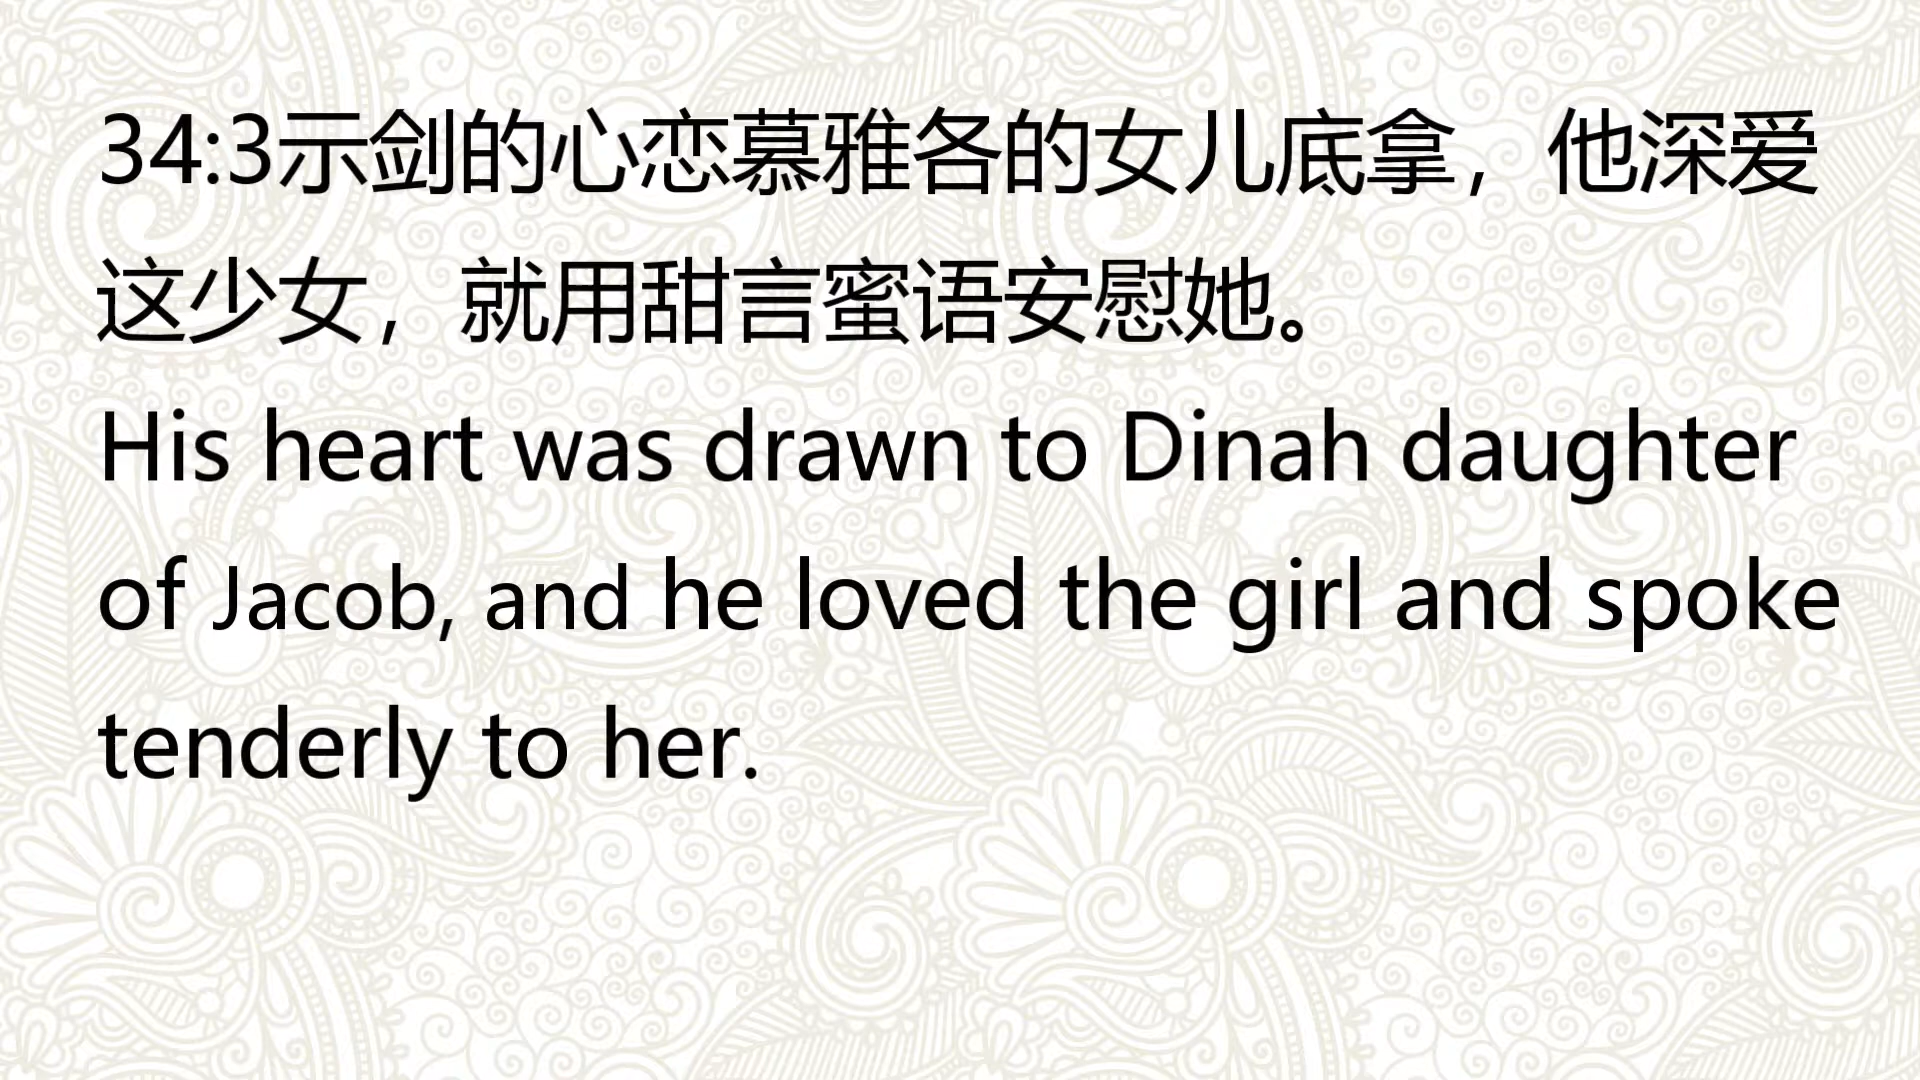 34:3示剑的心恋慕雅各的女儿底拿，他深爱
这少女，就用甜言蜜语安慰她。
His heart was drawn to Dinah daughter
of Jacob, and he loved the girl and spoke
tenderly to her.